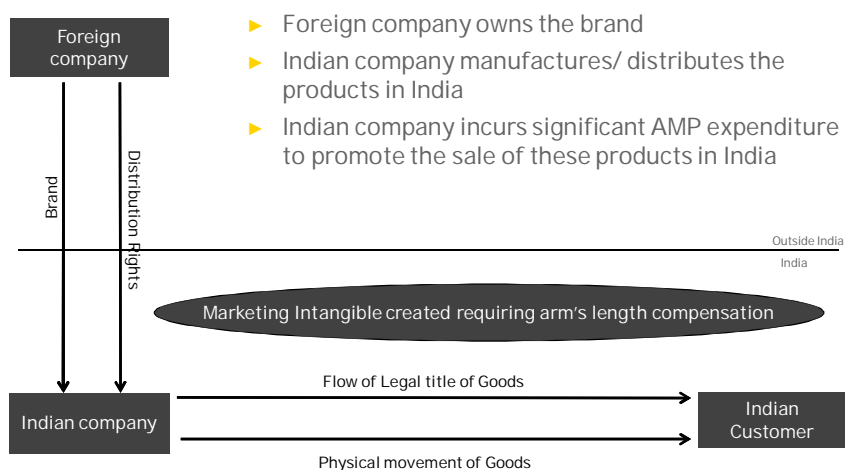 Foreign
company
► Foreign company owns the brand
► Indian company manufactures/ distributes the
products in India
► Indian company incurs significant AMP expenditure
to promote the sale of these products in India
Brand
Distribution Rights
Outside India
India
Marketing Intangible created requiring arm's length compensation
Flow of Legal title of Goods
Indian company
Indian
Customer
Physical movement of Goods